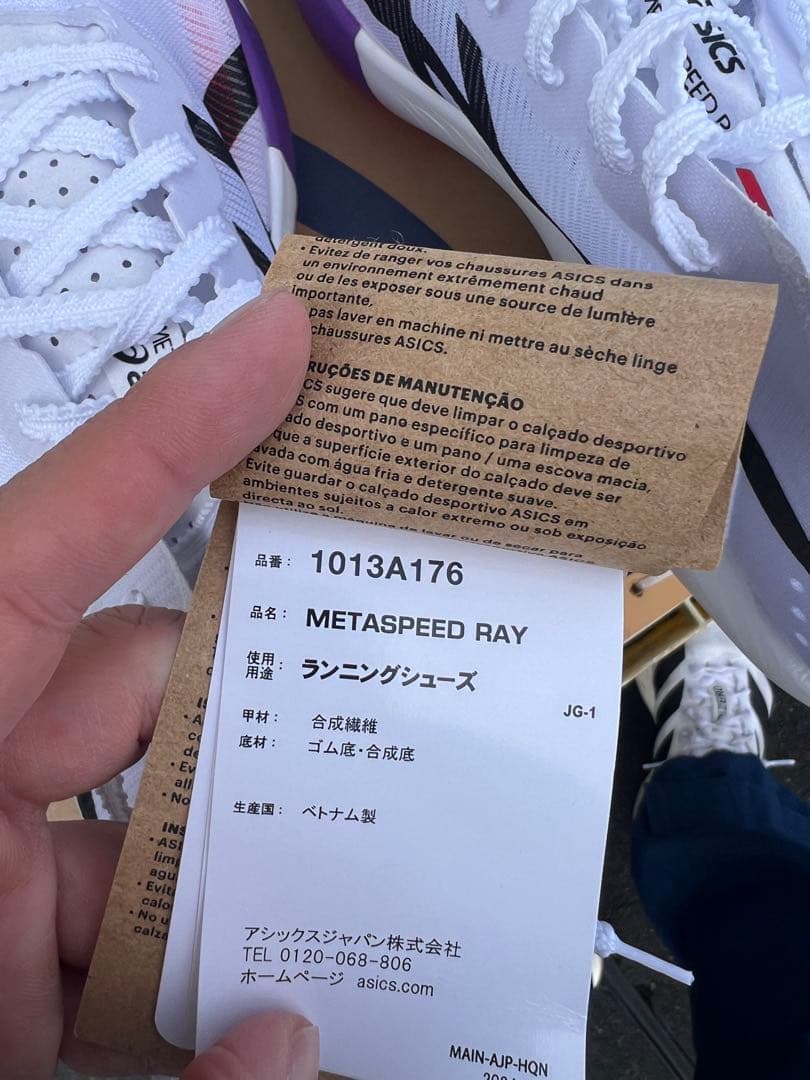 ASICS
détergent doux.
• Evitez de ranger vos chaussures ASICS dans
un environnement extrêmement chaud
ou de les exposer sous une source de lumière
importante.
pas laver en machine ni mettre au sèche linge
chaussures ASICS.
RUÇÕES DE MANUTENÇÃO
CS sugere que deve limpar o calçado desportivo
S com um pano específico para limpeza de
ado desportivo e um pano / uma escova macia,
que a superfície exterior do calçado deve ser
avada com água fria e detergente suave.
Evite guardar o calçado desportivo ASICS em
ambientes sujeitos a calor extremo ou sob exposição
directa ao sol.
品番： 1013A176
品名： METASPEED RAY
使用用途： ランニングシューズ
JG-1
甲材： 合成繊維
底材： ゴム底・合成底
生産国： ベトナム製
アシックスジャパン株式会社
TEL 0120-068-806
ホームページ asics.com
MAIN-AJP-HQN